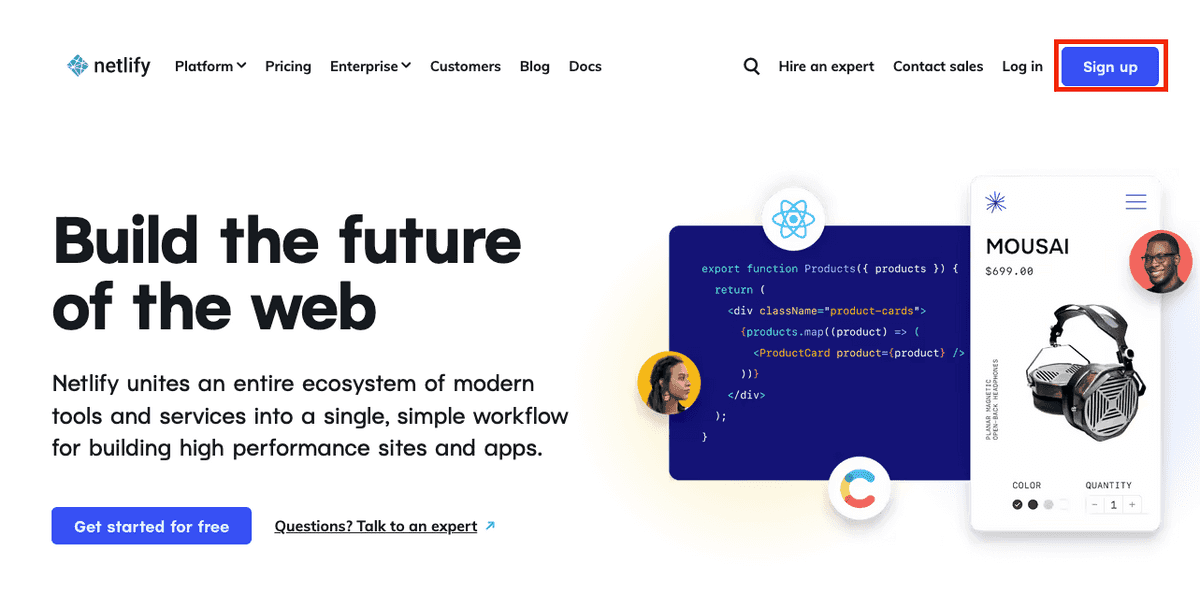 netlify
Platform
Pricing
Enterprise
Customers
Blog
Docs
Hire an expert
Contact sales
Log in
Sign up
Build the future
of the web
Netlify unites an entire ecosystem of modern
tools and services into a single, simple workflow
for building high performance sites and apps.
Get started for free
Questions? Talk to an expert
export function Products({ products }) {
return (
<div className="product-cards">
{products.map((product) => (
<ProductCard product={product} />
))}
</div>
);
}
MOUSAI
$699.00
PLANAR MAGNETIC
OPEN-BACK HEADPHONES
COLOR
QUANTITY
− 1 +